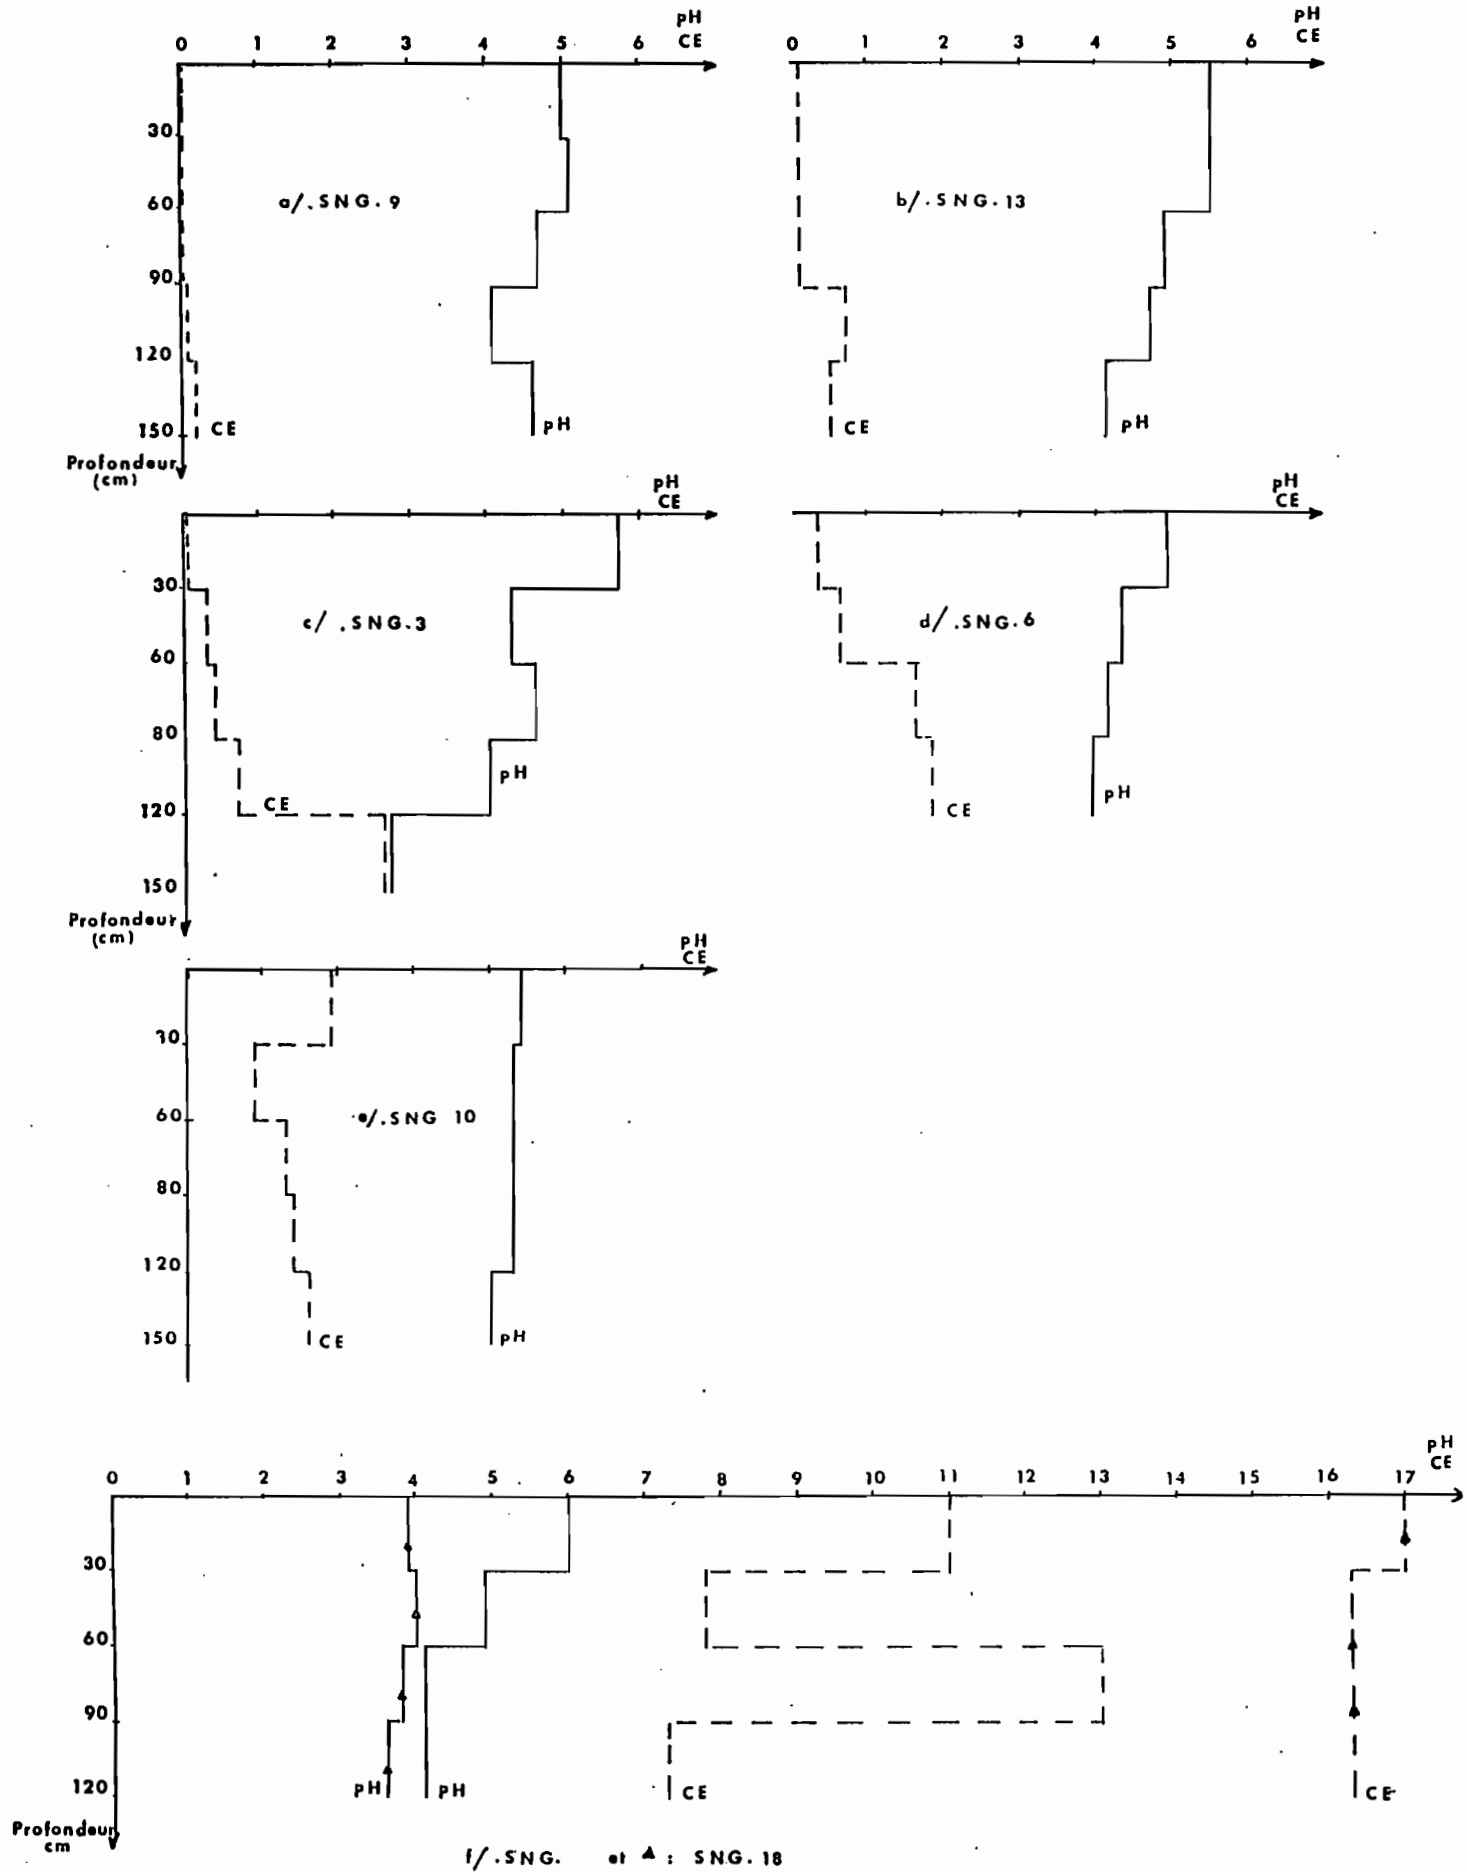 pH
CE
0 1 2 3 4 5 6
30
60
90
120
150
a/.SNG.9
CE
pH
Profondeur
(cm)
pH
CE
0 1 2 3 4 5 6
b/.SNG.13
CE
pH
pH
CE
30
60
80
120
150
c/.SNG.3
pH
CE
Profondeur
(cm)
pH
CE
d/.SNG.6
pH
CE
pH
CE
30
60
80
120
150
e/.SNG 10
CE
pH
pH
CE
0 1 2 3 4 5 6 7 8 9 10 11 12 13 14 15 16 17
30
60
90
120
pH
pH
CE
CE
Profondeur
cm
f/.SNG. et ▲ : SNG.18